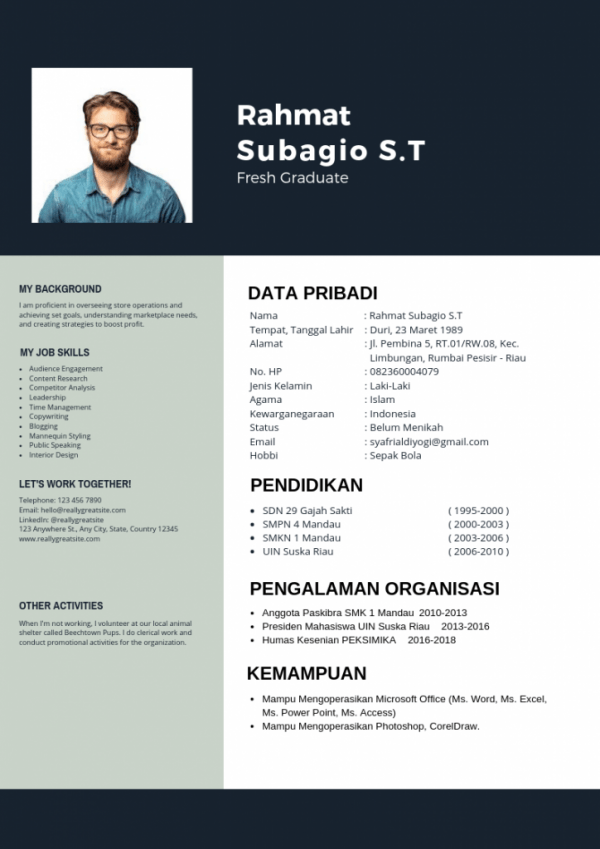 Rahmat
Subagio S.T
Fresh Graduate
MY BACKGROUND
I am proficient in overseeing store operations and
achieving set goals, understanding marketplace needs,
and creating strategies to boost profit.
MY JOB SKILLS
• Audience Engagement
• Content Research
• Competitor Analysis
• Leadership
• Time Management
• Copywriting
• Blogging
• Mannequin Styling
• Public Speaking
• Interior Design
LET'S WORK TOGETHER!
Telephone: 123 456 7890
Email: hello@reallygreatsite.com
LinkedIn: @reallygreatsite
123 Anywhere St., Any City, State, Country 12345
www.reallygreatsite.com
OTHER ACTIVITIES
When I'm not working, I volunteer at our local animal
shelter called Beechtown Pups. I do clerical work and
conduct promotional activities for the organization.
DATA PRIBADI
Nama : Rahmat Subagio S.T
Tempat, Tanggal Lahir : Duri, 23 Maret 1989
Alamat : Jl. Pembina 5, RT.01/RW.08, Kec.
Limbungan, Rumbai Pesisir - Riau
No. HP : 082360004079
Jenis Kelamin : Laki-Laki
Agama : Islam
Kewarganegaraan : Indonesia
Status : Belum Menikah
Email : syafrialdiyogi@gmail.com
Hobbi : Sepak Bola
PENDIDIKAN
• SDN 29 Gajah Sakti ( 1995-2000 )
• SMPN 4 Mandau ( 2000-2003 )
• SMKN 1 Mandau ( 2003-2006 )
• UIN Suska Riau ( 2006-2010 )
PENGALAMAN ORGANISASI
• Anggota Paskibra SMK 1 Mandau 2010-2013
• Presiden Mahasiswa UIN Suska Riau 2013-2016
• Humas Kesenian PEKSIMIKA 2016-2018
KEMAMPUAN
• Mampu Mengoperasikan Microsoft Office (Ms. Word, Ms. Excel,
Ms. Power Point, Ms. Access)
• Mampu Mengoperasikan Photoshop, CorelDraw.